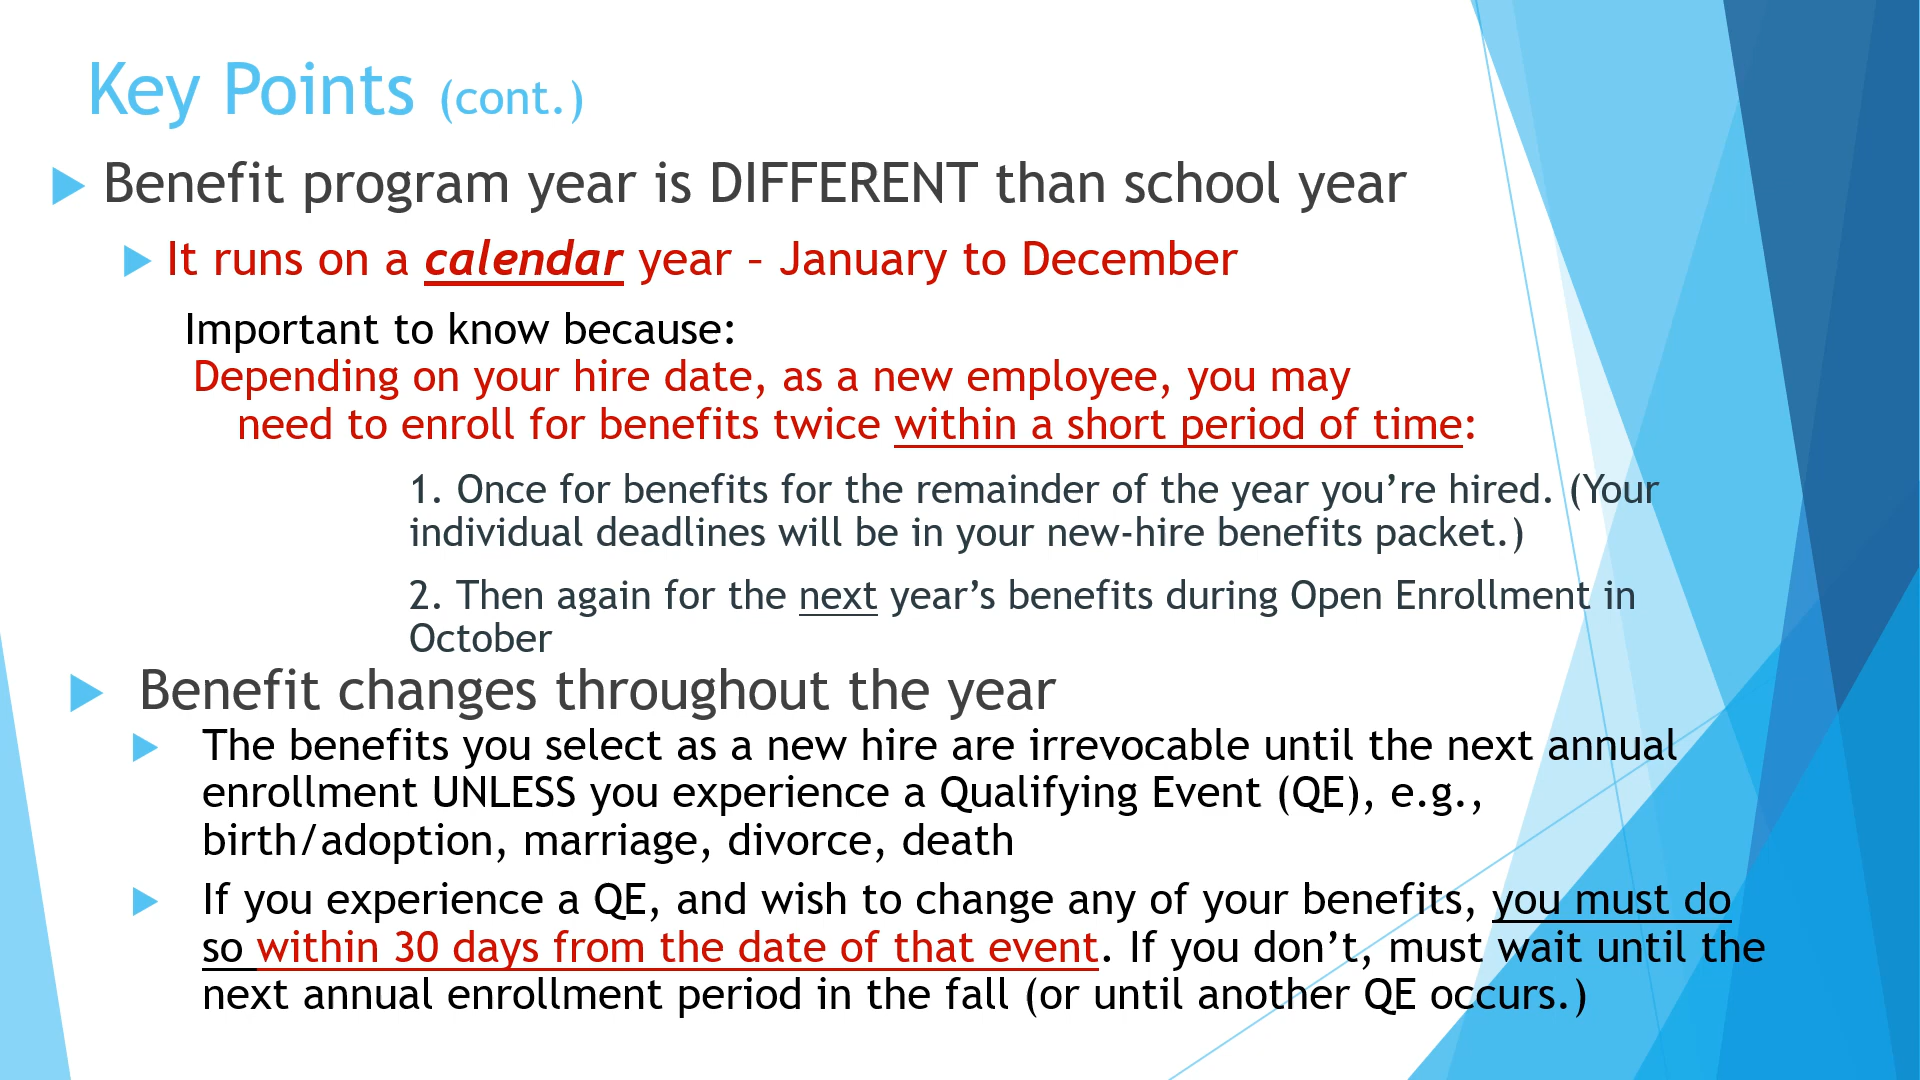 Key Points (cont.)
Benefit program year is DIFFERENT than school year
It runs on a calendar year – January to December
Important to know because:
Depending on your hire date, as a new employee, you may
need to enroll for benefits twice within a short period of time:
1. Once for benefits for the remainder of the year you’re hired. (Your
individual deadlines will be in your new-hire benefits packet.)
2. Then again for the next year’s benefits during Open Enrollment in
October
Benefit changes throughout the year
The benefits you select as a new hire are irrevocable until the next annual
enrollment UNLESS you experience a Qualifying Event (QE), e.g.,
birth/adoption, marriage, divorce, death
If you experience a QE, and wish to change any of your benefits, you must do
so within 30 days from the date of that event. If you don’t, must wait until the
next annual enrollment period in the fall (or until another QE occurs.)